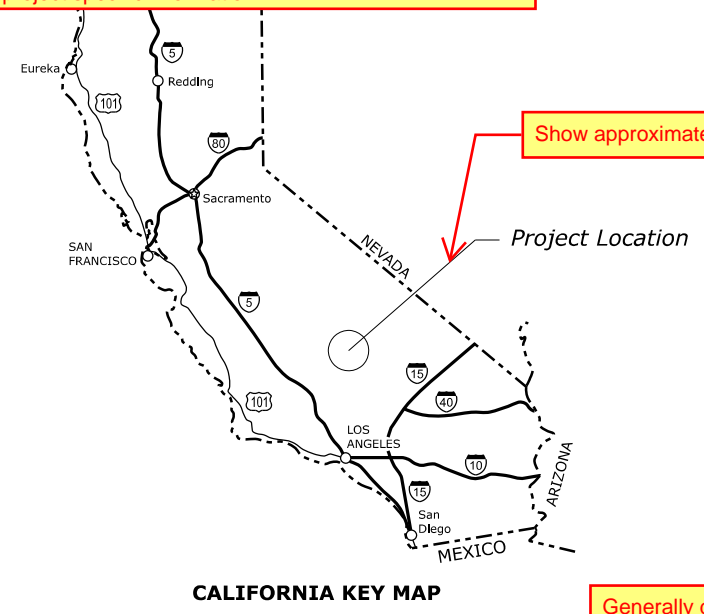 5
Eureka
Redding
101
80
Show approximate
Sacramento
NEVADA
Project Location
SAN
FRANCISCO
5
15
101
40
LOS
ANGELES
10
ARIZONA
15
San
Diego
MEXICO
CALIFORNIA KEY MAP
Generally